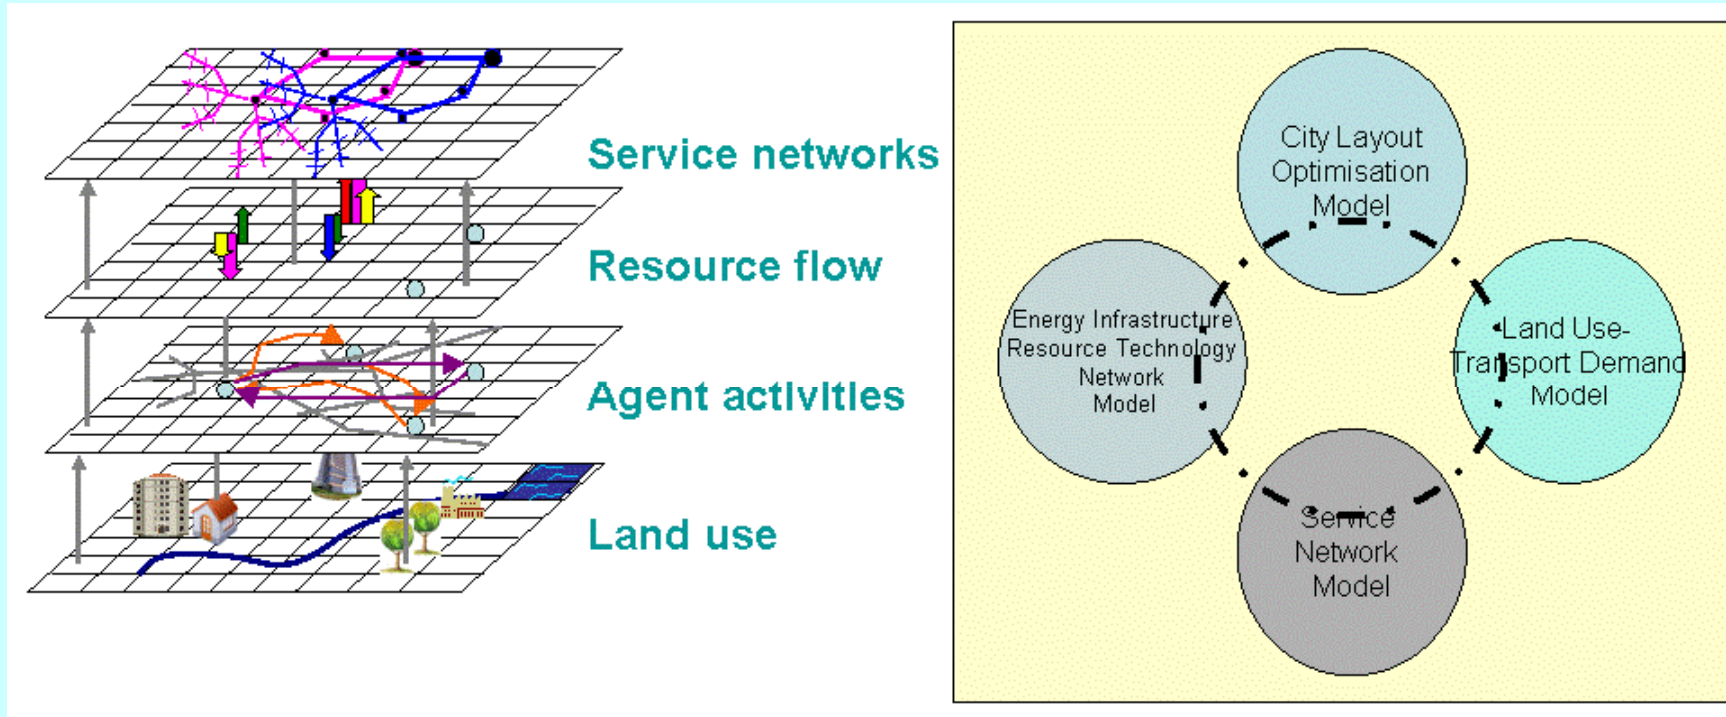 Service networks
Resource flow
Agent activities
Land use
City Layout
Optimisation
Model
Energy Infrastructure
Resource Technology
Network
Model
Land Use-
Transport Demand
Model
Service
Network
Model